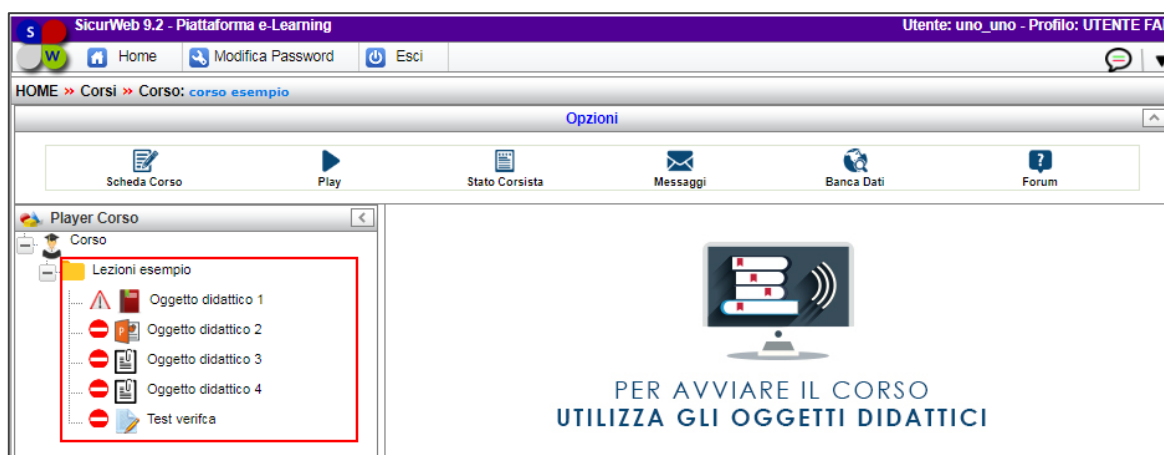 SicurWeb 9.2 - Piattaforma e-Learning
Utente: uno_uno - Profilo: UTENTE FA
S
W
Home Modifica Password Esci
HOME » Corsi » Corso: corso esempio
Opzioni
Scheda Corso Play Stato Corsista Messaggi Banca Dati Forum
Player Corso
Corso
Lezioni esempio
Oggetto didattico 1
Oggetto didattico 2
Oggetto didattico 3
Oggetto didattico 4
Test verifca
PER AVVIARE IL CORSO
UTILIZZA GLI OGGETTI DIDATTICI